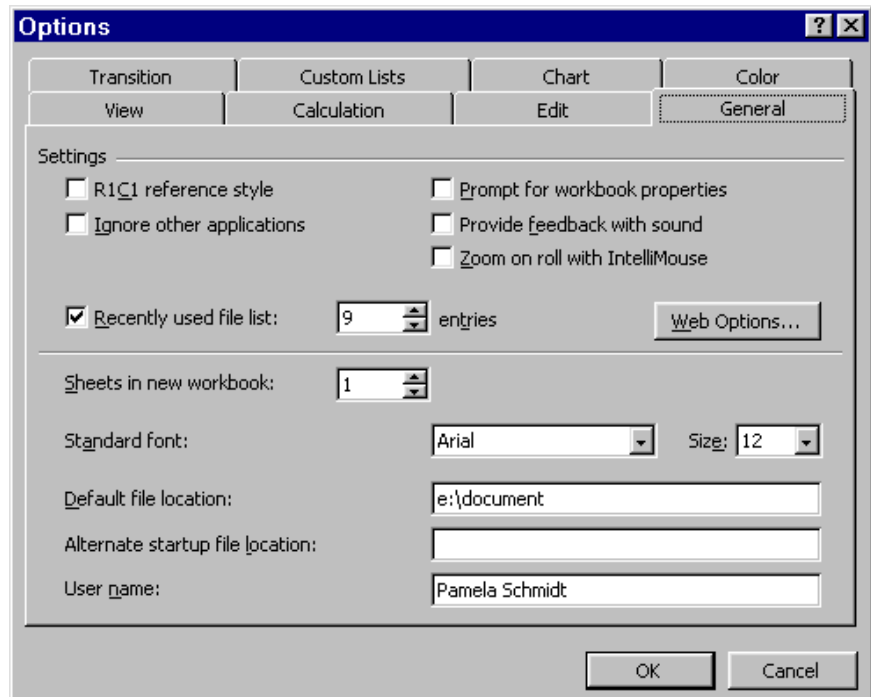 Options
Transition Custom Lists Chart Color
View Calculation Edit General
Settings
R1C1 reference style Prompt for workbook properties
Ignore other applications Provide feedback with sound
Zoom on roll with IntelliMouse
Recently used file list: 9 entries Web Options...
Sheets in new workbook: 1
Standard font: Arial Size: 12
Default file location: e:\document
Alternate startup file location:
User name: Pamela Schmidt
OK Cancel